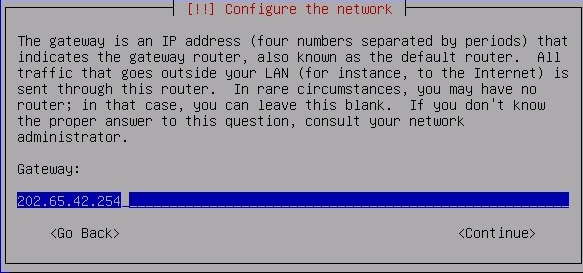 [!!] Configure the network
The gateway is an IP address (four numbers separated by periods) that
indicates the gateway router, also known as the default router.  All
traffic that goes outside your LAN (for instance, to the Internet) is
sent through this router.  In rare circumstances, you may have no
router; in that case, you can leave this blank.  If you don't know
the proper answer to this question, consult your network
administrator.
Gateway:
202.65.42.254
<Go Back> <Continue>